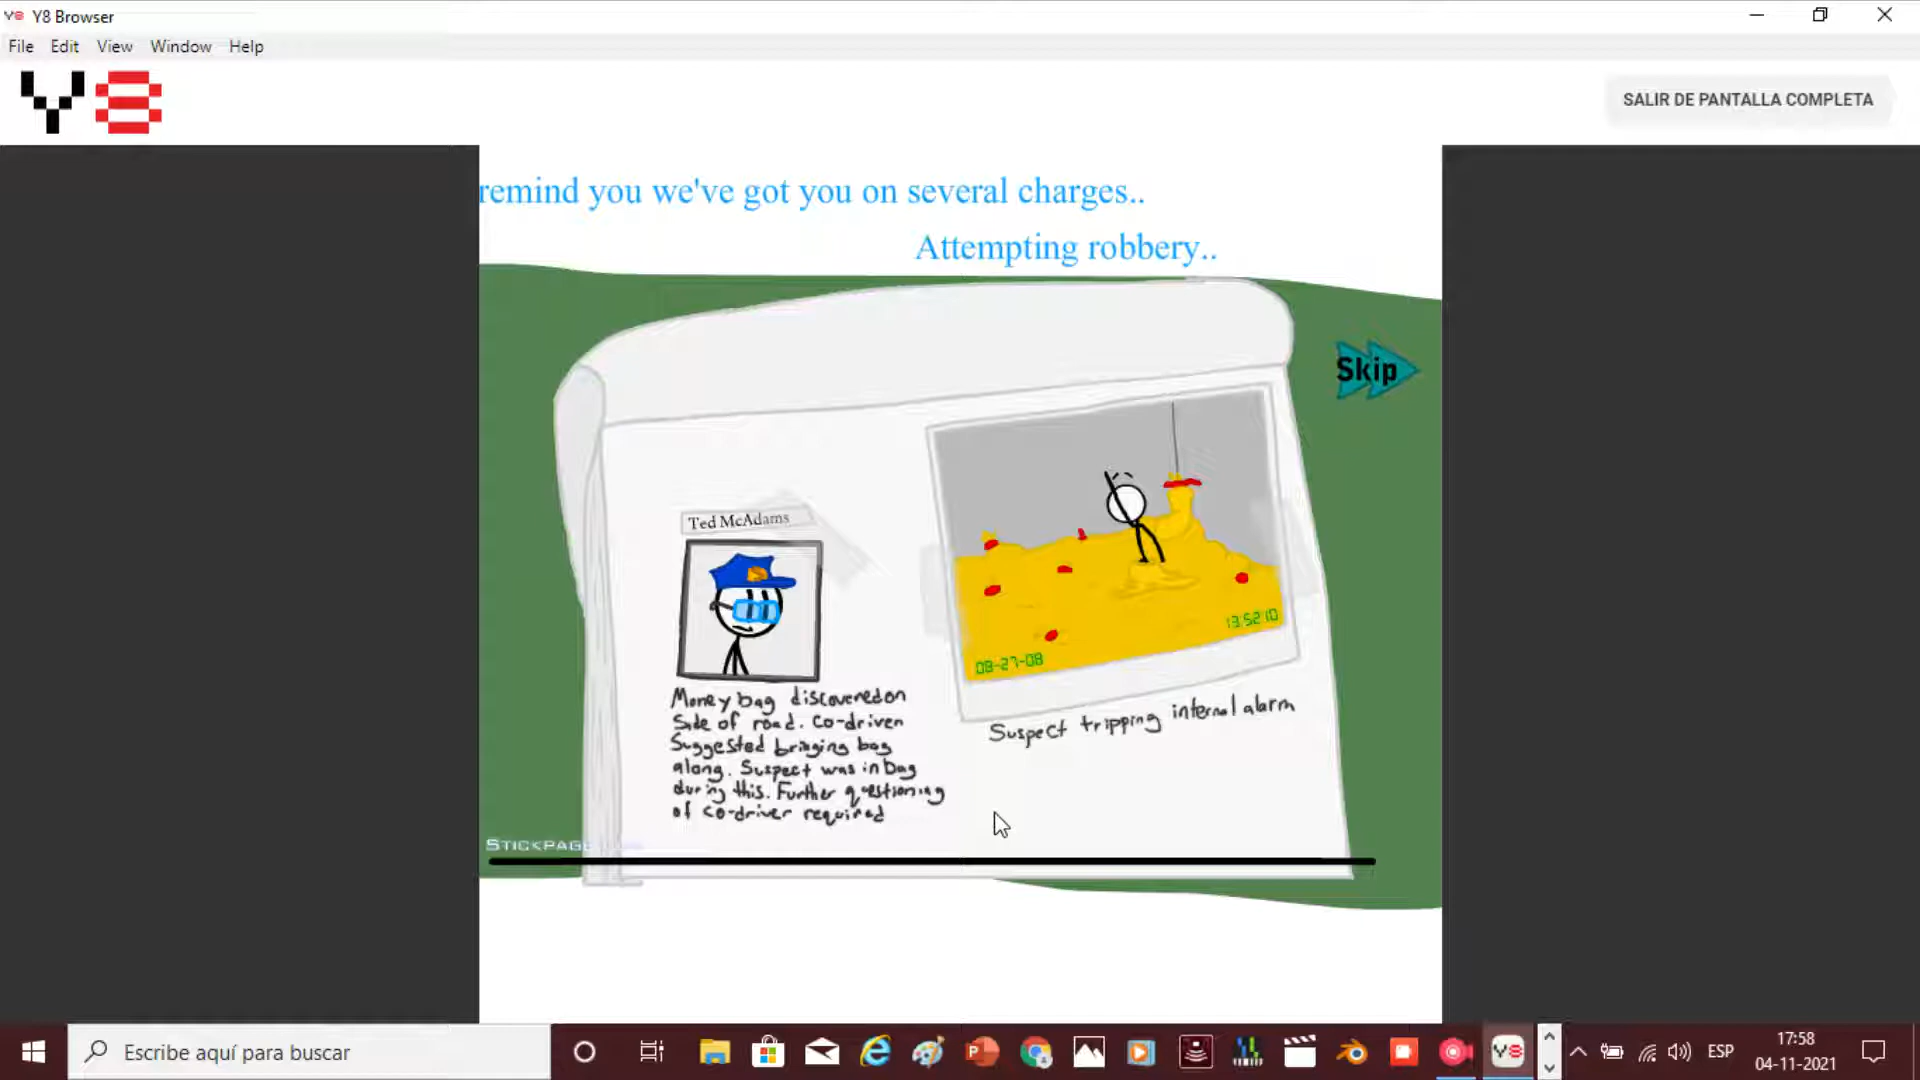 Y8 Browser
File Edit View Window Help
Y8
SALIR DE PANTALLA COMPLETA
remind you we've got you on several charges..
Attempting robbery..
Skip
Ted McAdams
Money bag discovered on
Side of road. Co-driven
Suggested bringing bag
along. Suspect was in bag
during this. Further questioning
of co-driver required
13:52:10
08-27-08
Suspect tripping internal alarm
STICKPAGE
Escribe aquí para buscar
ESP
17:58
04-11-2021